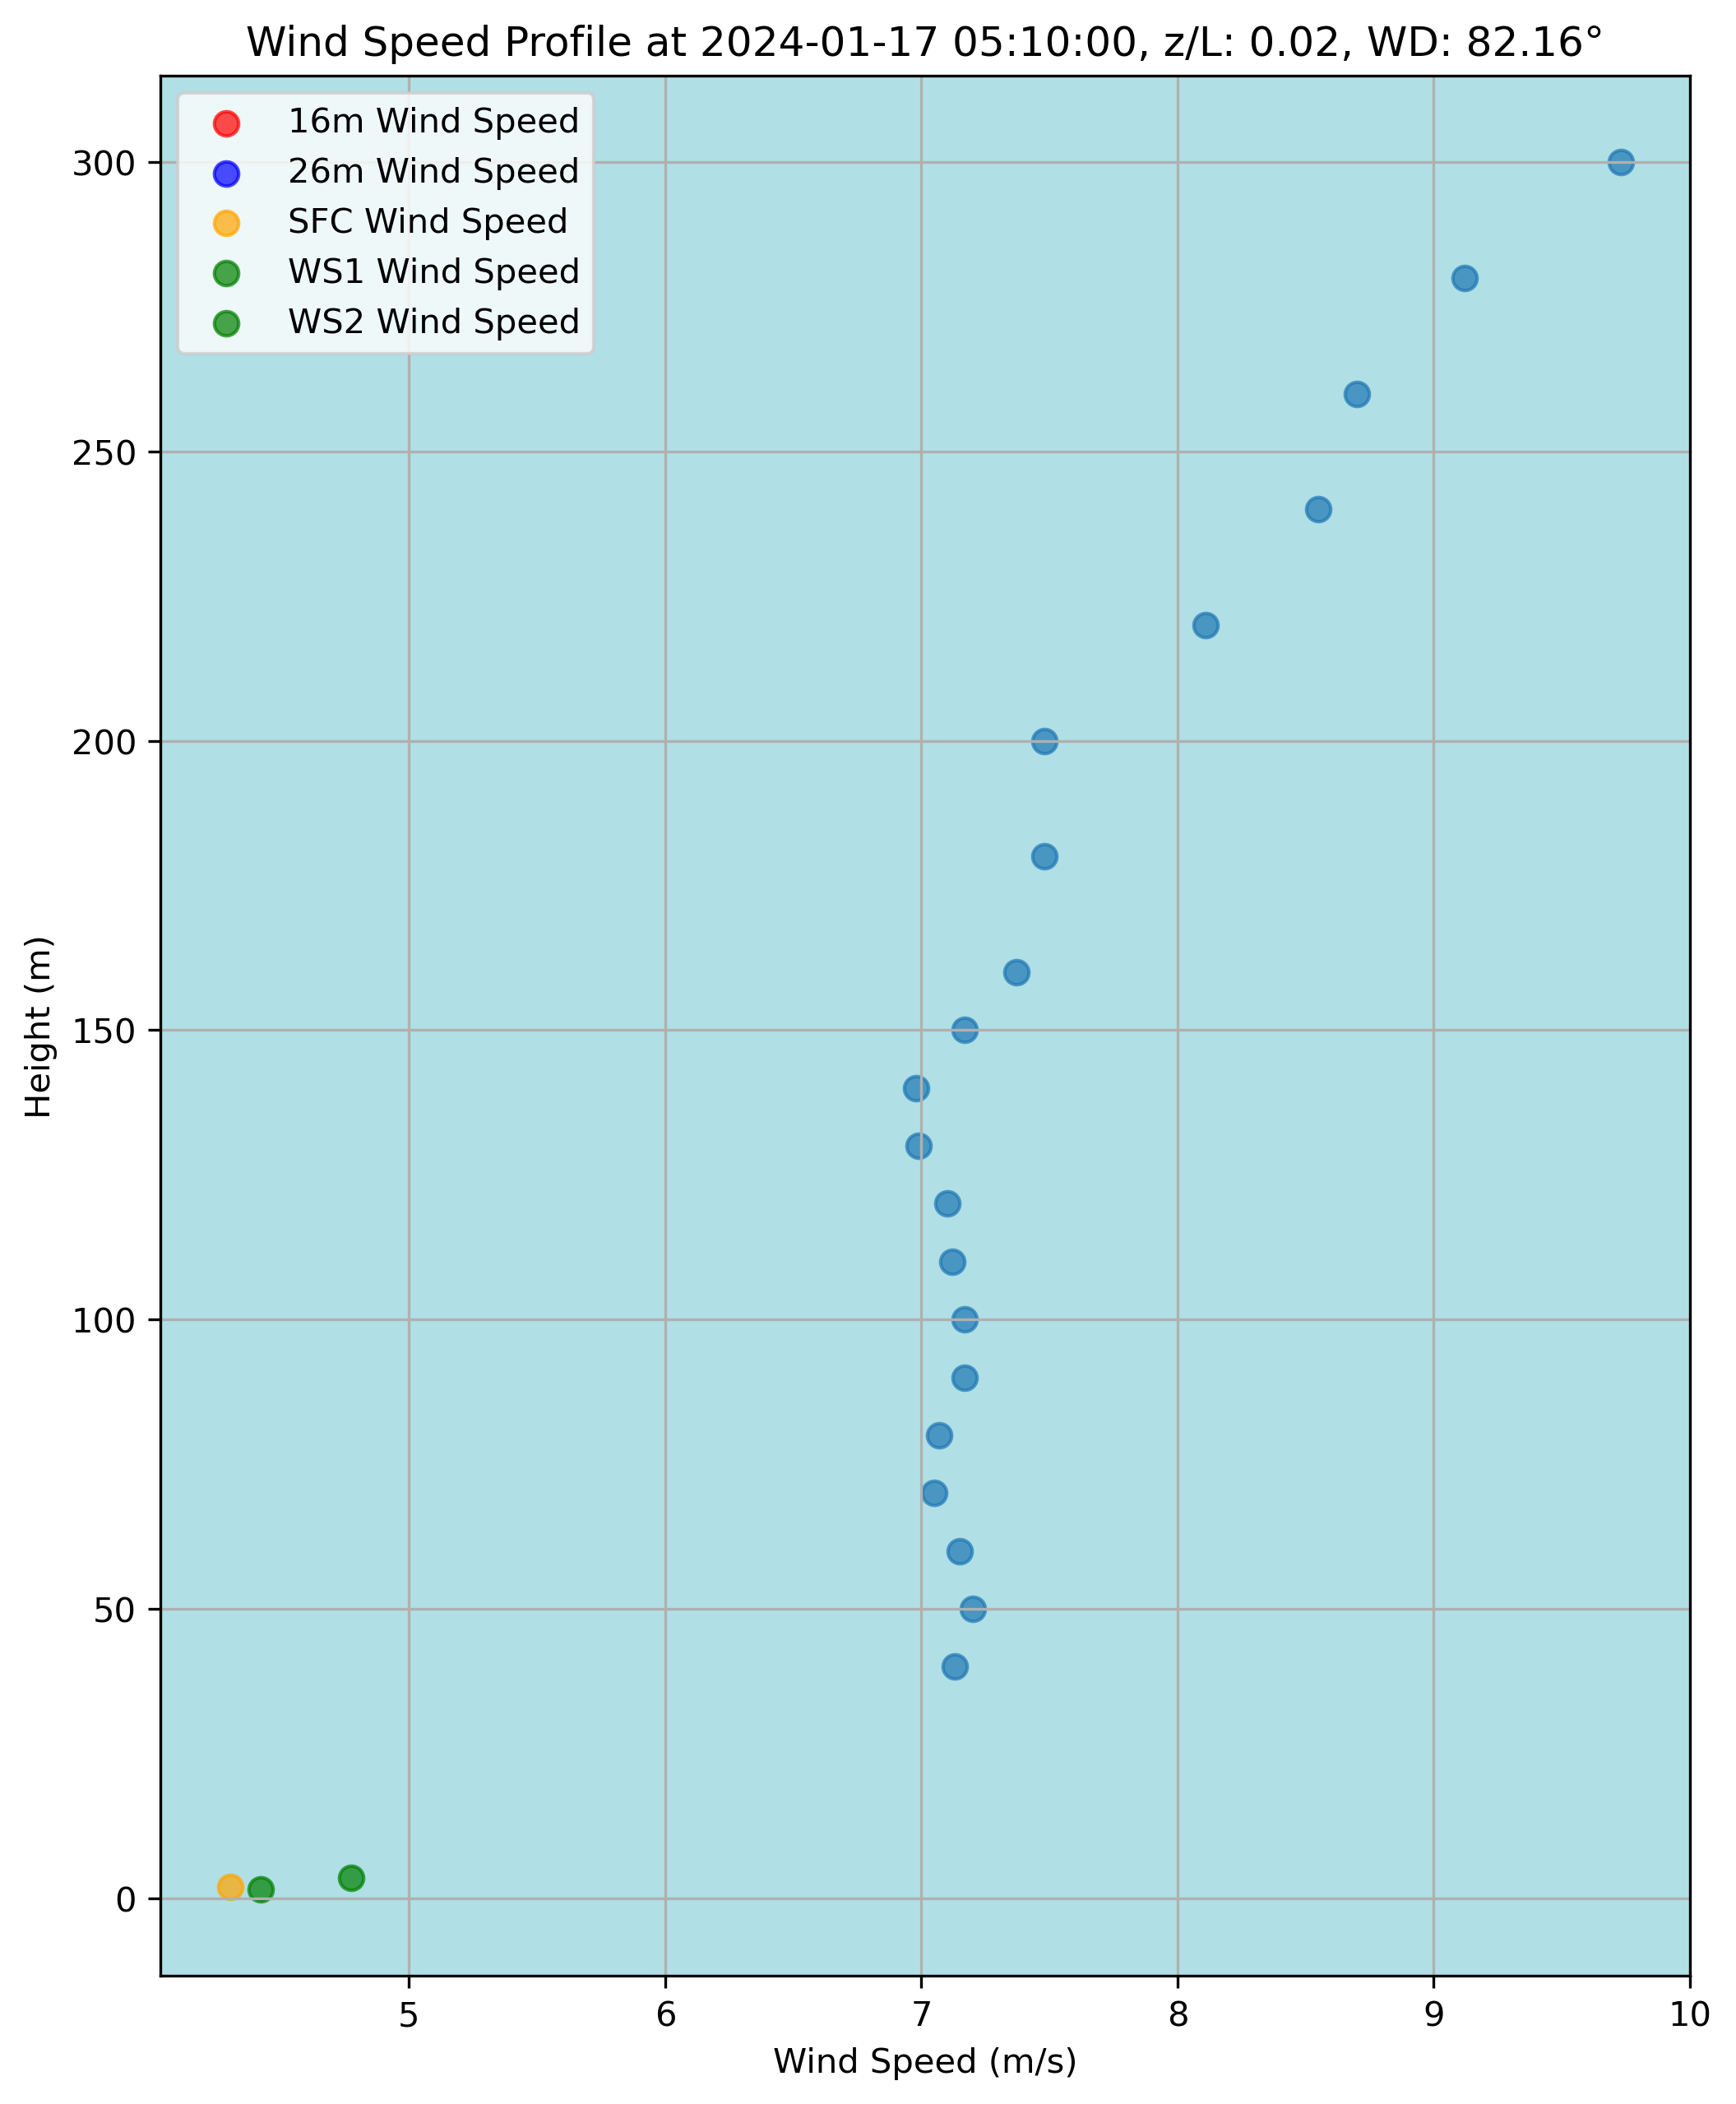 Wind Speed Profile at 2024-01-17 05:10:00, z/L: 0.02, WD: 82.16°
16m Wind Speed
26m Wind Speed
SFC Wind Speed
WS1 Wind Speed
WS2 Wind Speed
300
250
200
150
100
50
0
Height (m)
5 6 7 8 9 10
Wind Speed (m/s)